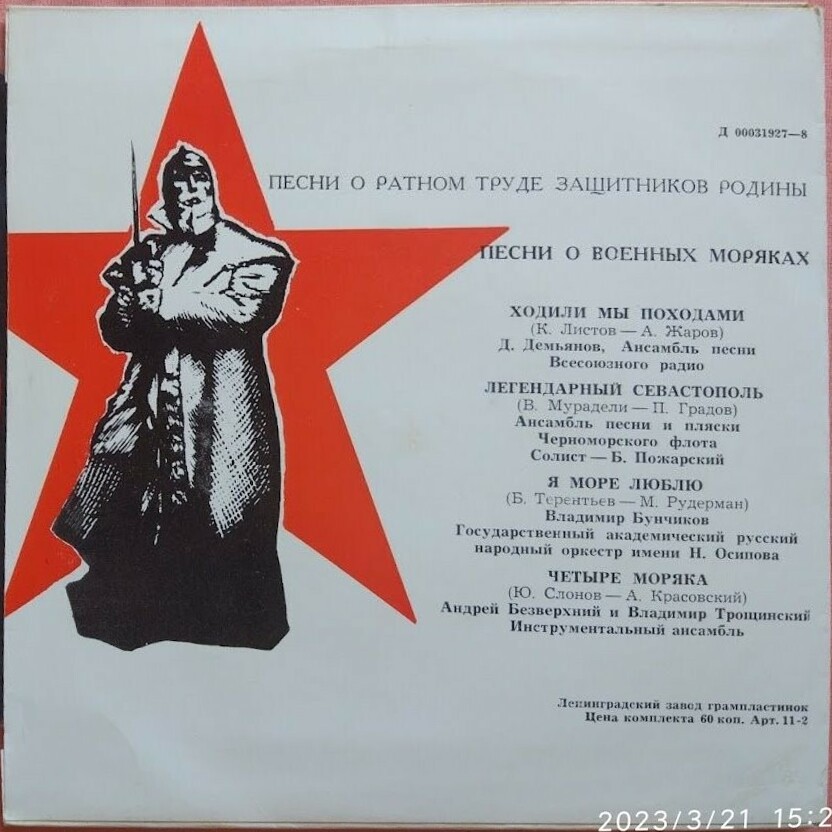 Д 00031927—8
ПЕСНИ О РАТНОМ ТРУДЕ ЗАЩИТНИКОВ РОДИНЫ
ПЕСНИ О ВОЕННЫХ МОРЯКАХ
ХОДИЛИ МЫ ПОХОДАМИ
(К. Листов — А. Жаров)
Д. Демьянов, Ансамбль песни
Всесоюзного радио
ЛЕГЕНДАРНЫЙ СЕВАСТОПОЛЬ
(В. Мурадели — П. Градов)
Ансамбль песни и пляски
Черноморского флота
Солист — Б. Пожарский
Я МОРЕ ЛЮБЛЮ
(Б. Терентьев — М. Рудерман)
Владимир Бунчиков
Государственный академический русский
народный оркестр имени Н. Осипова
ЧЕТЫРЕ МОРЯКА
(Ю. Слонов — А. Красовский)
Андрей Безверхний и Владимир Трощинский
Инструментальный ансамбль
Ленинградский завод грампластинок
Цена комплекта 60 коп. Арт. 11-2
2023/3/21 15:2